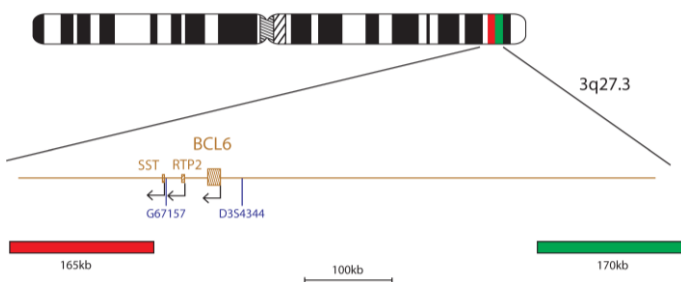 3q27.3
BCL6
SST RTP2
G67157 D3S4344
165kb 170kb
100kb